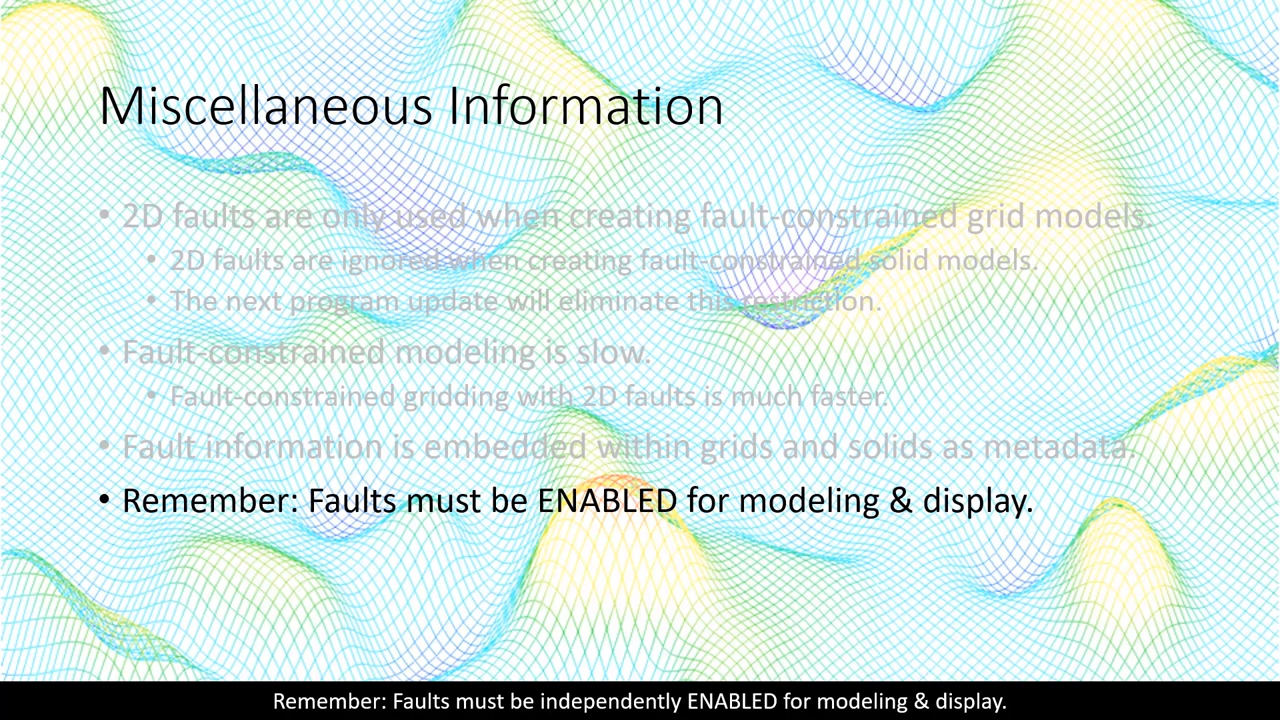 Miscellaneous Information
• 2D faults are only used when creating fault-constrained grid models.
• 2D faults are ignored when creating fault-constrained solid models.
• The next program update will eliminate this restriction.
• Fault-constrained modeling is slow.
• Fault-constrained gridding with 2D faults is much faster.
• Fault information is embedded within grids and solids as metadata.
• Remember: Faults must be ENABLED for modeling & display.
Remember: Faults must be independently ENABLED for modeling & display.